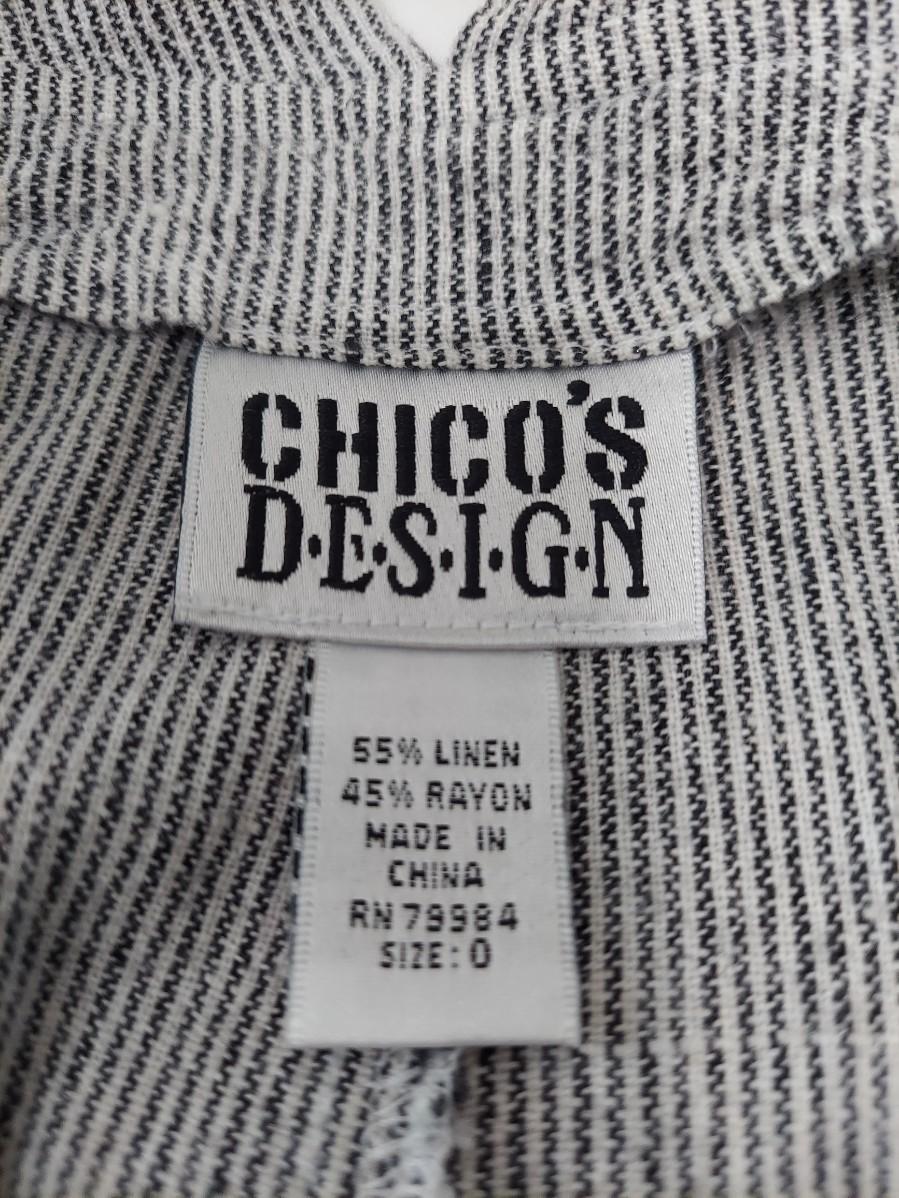 CHICO'S
D·E·S·I·G·N
55% LINEN
45% RAYON
MADE IN
CHINA
RN 79984
SIZE: 0